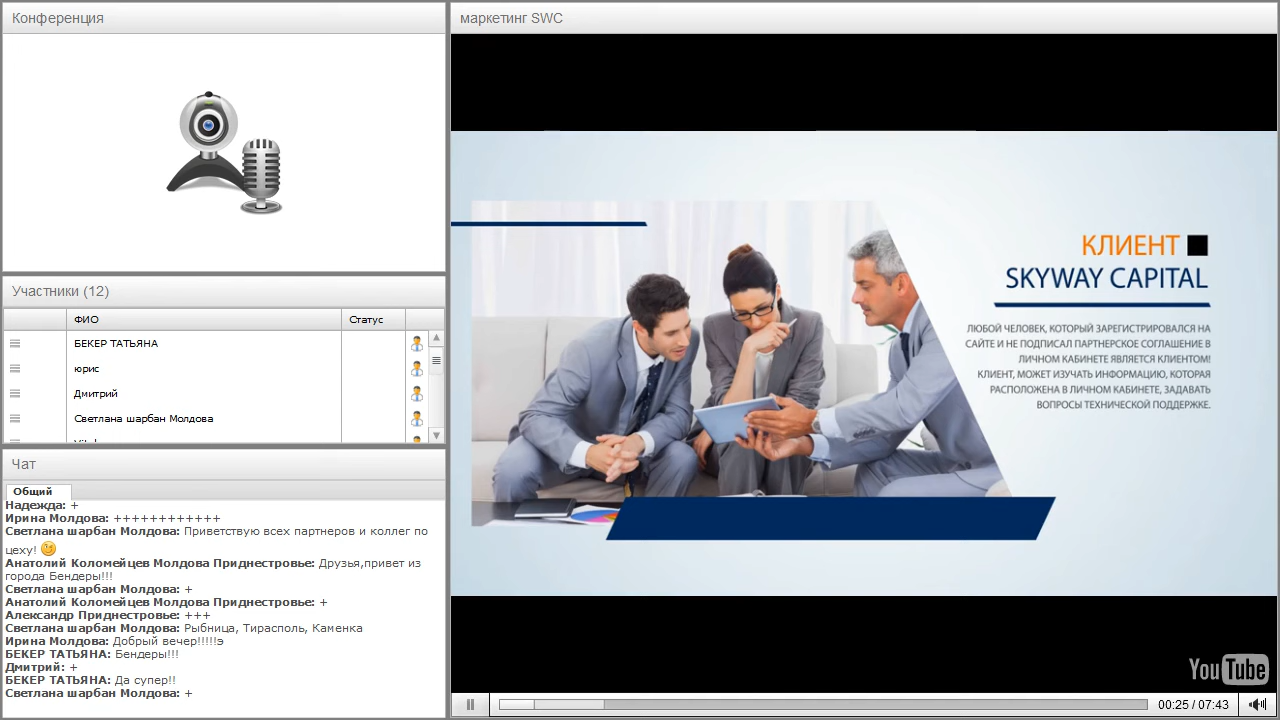 Конференция
маркетинг SWC
КЛИЕНТ
SKYWAY CAPITAL
ЛЮБОЙ ЧЕЛОВЕК, КОТОРЫЙ ЗАРЕГИСТРИРОВАЛСЯ НА
САЙТЕ И НЕ ПОДПИСАЛ ПАРТНЕРСКОЕ СОГЛАШЕНИЕ В
ЛИЧНОМ КАБИНЕТЕ ЯВЛЯЕТСЯ КЛИЕНТОМ!
КЛИЕНТ, МОЖЕТ ИЗУЧАТЬ ИНФОРМАЦИЮ, КОТОРАЯ
РАСПОЛОЖЕНА В ЛИЧНОМ КАБИНЕТЕ, ЗАДАВАТЬ
ВОПРОСЫ ТЕХНИЧЕСКОЙ ПОДДЕРЖКЕ.
Участники (12)
ФИО Статус
БЕКЕР ТАТЬЯНА
юрис
Дмитрий
Светлана шарбан Молдова
Чат
Общий
Надежда: +
Ирина Молдова: ++++++++++++
Светлана шарбан Молдова: Приветствую всех партнеров и коллег по
цеху!
Анатолий Коломейцев Молдова Приднестровье: Друзья,привет из
города Бендеры!!!
Светлана шарбан Молдова: +
Анатолий Коломейцев Молдова Приднестровье: +
Александр Приднестровье: +++
Светлана шарбан Молдова: Рыбница, Тирасполь, Каменка
Ирина Молдова: Добрый вечер!!!!!э
БЕКЕР ТАТЬЯНА: Бендеры!!!
Дмитрий: +
БЕКЕР ТАТЬЯНА: Да супер!!
Светлана шарбан Молдова: +
YouTube
00:25 / 07:43